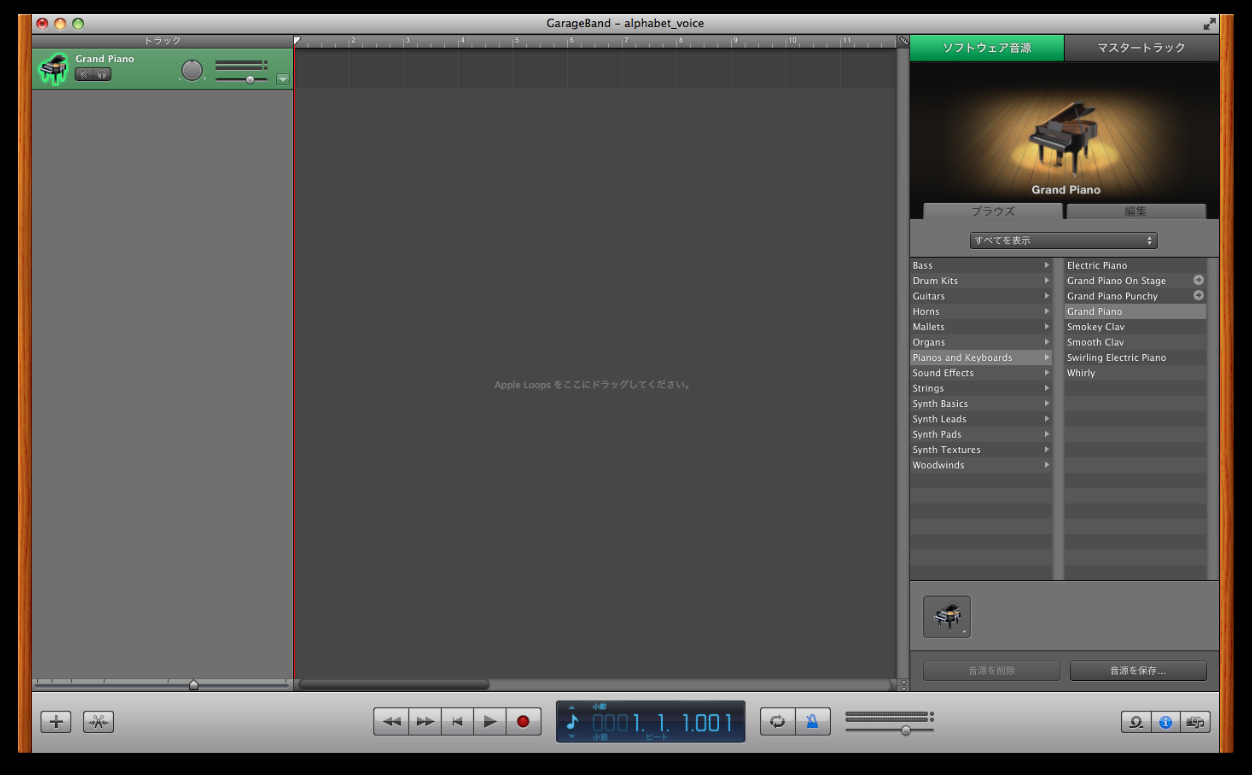 GarageBand – alphabet_voice
トラック
2 3 4 5 6 7 8 9 10 11
ソフトウェア音源
マスタートラック
Grand Piano
Grand Piano
ブラウズ
編集
すべてを表示
Bass
Drum Kits
Guitars
Horns
Mallets
Organs
Pianos and Keyboards
Sound Effects
Strings
Synth Basics
Synth Leads
Synth Pads
Synth Textures
Woodwinds
Electric Piano
Grand Piano On Stage
Grand Piano Punchy
Grand Piano
Smokey Clav
Smooth Clav
Swirling Electric Piano
Whirly
Apple Loops をここにドラッグしてください。
音源を削除
音源を保存...
小節
0001. 1. 1.001
小節 ビート